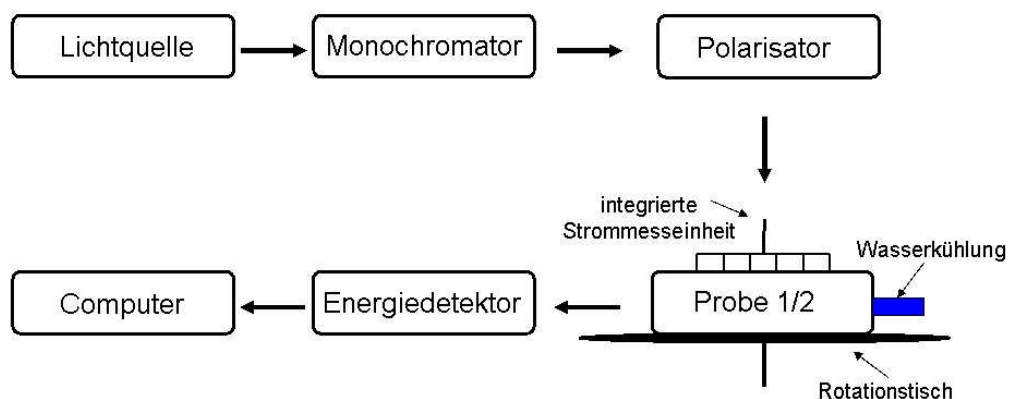 Lichtquelle
Monochromator
Polarisator
integrierte
Strommesseinheit
Wasserkühlung
Computer
Energiedetektor
Probe 1/2
Rotationstisch